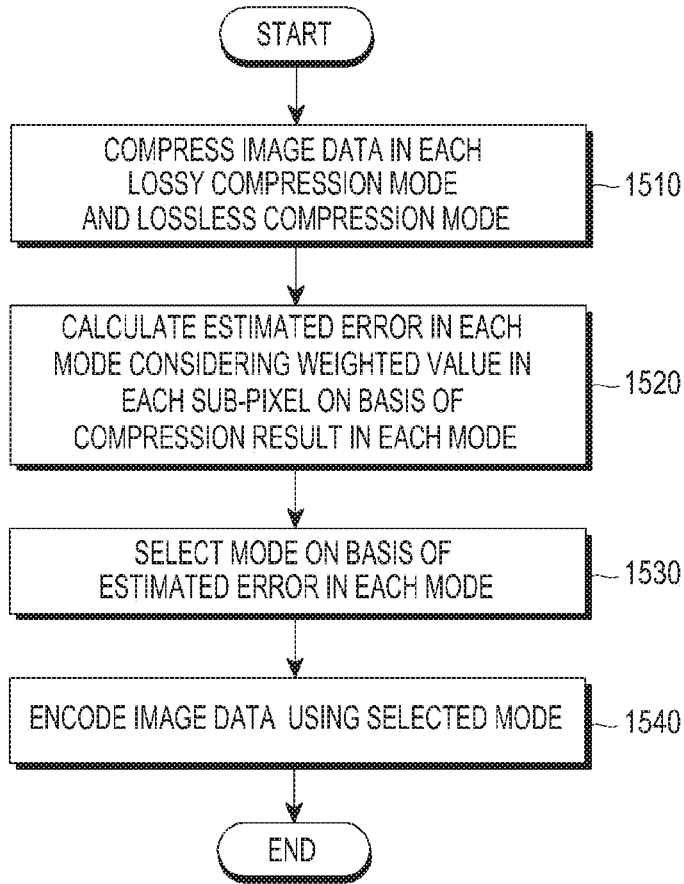 START
COMPRESS IMAGE DATA IN EACH
LOSSY COMPRESSION MODE
AND LOSSLESS COMPRESSION MODE
1510
CALCULATE ESTIMATED ERROR IN EACH
MODE CONSIDERING WEIGHTED VALUE IN
EACH SUB-PIXEL ON BASIS OF
COMPRESSION RESULT IN EACH MODE
1520
SELECT MODE ON BASIS OF
ESTIMATED ERROR IN EACH MODE
1530
ENCODE IMAGE DATA USING SELECTED MODE
1540
END